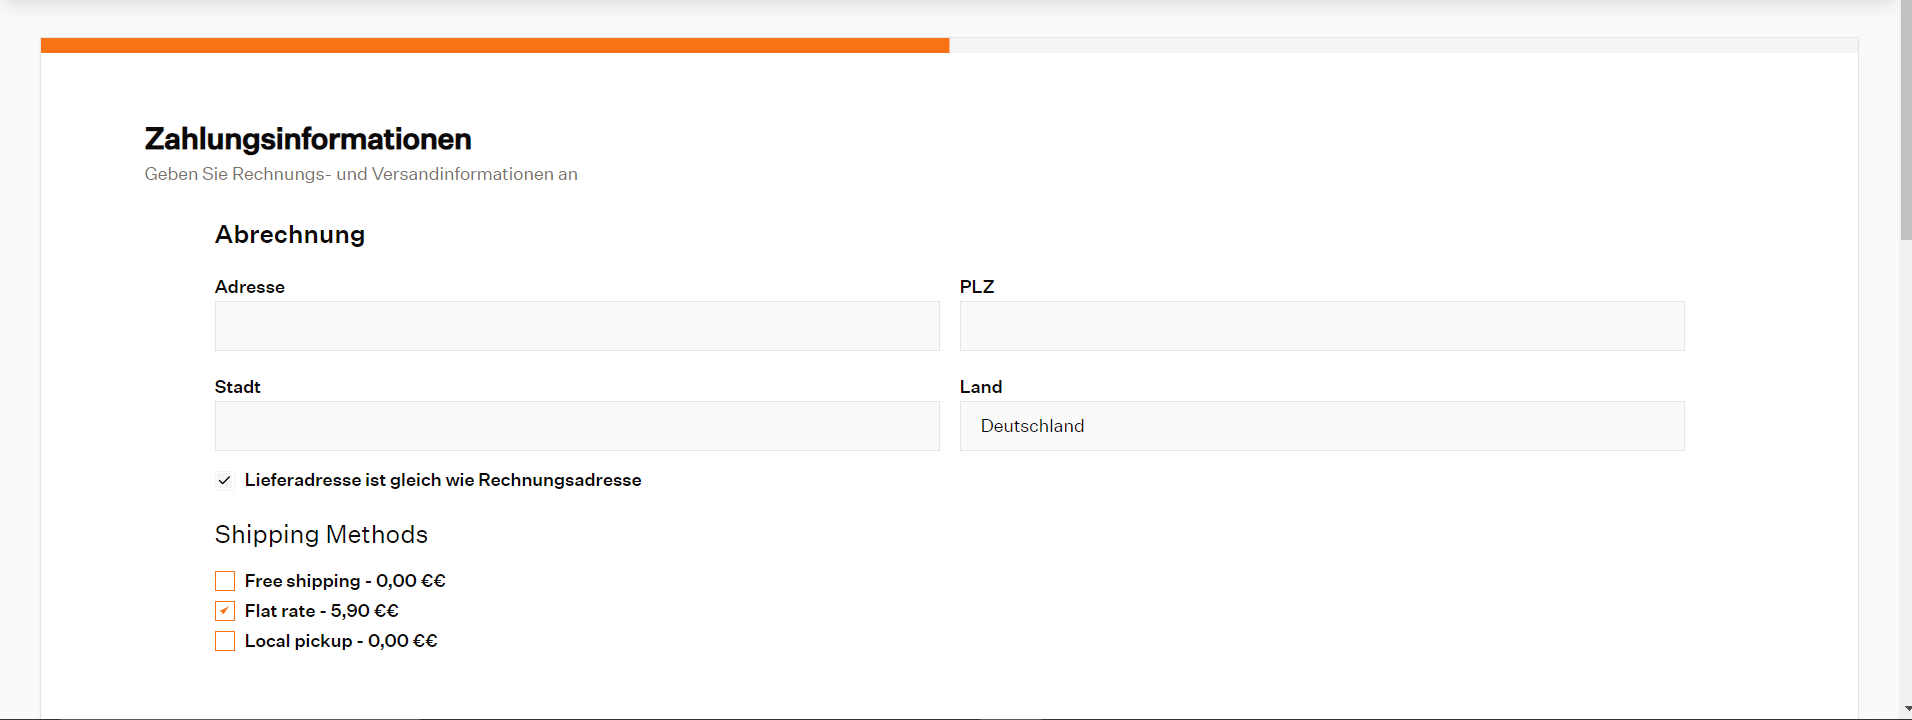 Zahlungsinformationen
Geben Sie Rechnungs- und Versandinformationen an
Abrechnung
Adresse
PLZ
Stadt
Land
Deutschland
Lieferadresse ist gleich wie Rechnungsadresse
Shipping Methods
Free shipping - 0,00 €€
Flat rate - 5,90 €€
Local pickup - 0,00 €€